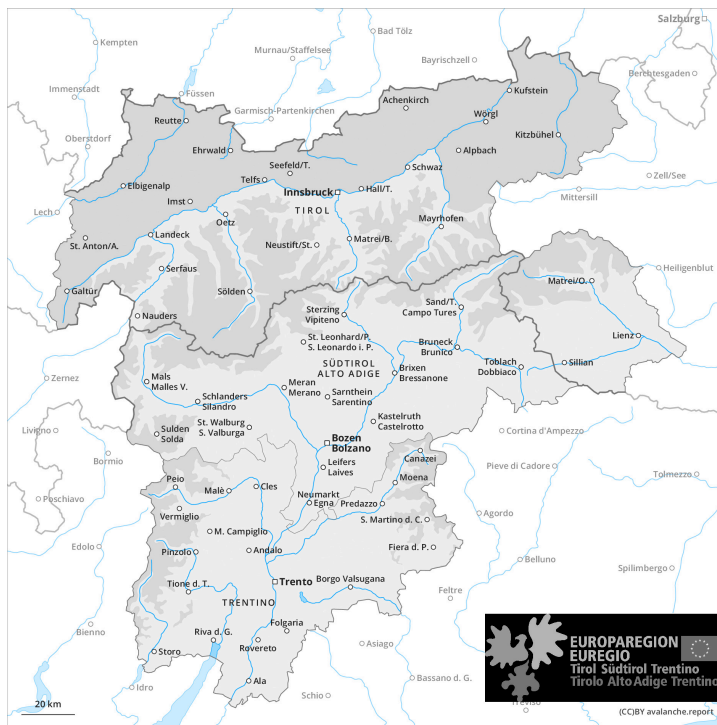 Salzburg
Bad Tölz
Kempten
Murnau/Staffelsee
Bayrischzell
Berchtesgaden
Immenstadt
Füssen
Kufstein
Achenkirch
Garmisch-Partenkirchen
Reutte
Wörgl
Kitzbühel
Oberstdorf
Ehrwald
Alpbach
Seefeld/T.
Schwaz
Zell/See
Telfs
Elbigenalp
Innsbruck
Hall/T.
Mittersill
Imst
TIROL
Lech
Oetz
Mayrhofen
St. Anton/A.
Landeck
Neustift/St.
Matrei/B.
Serfaus
Heiligenblut
Matrei/O.
Galtür
Sölden
Nauders
Sterzing
Vipiteno
Sand/T.
Campo Tures
Lienz
St. Leonhard/P.
S. Leonardo i. P.
Bruneck
Brunico
SÜDTIROL
ALTO ADIGE
Toblach
Dobbiaco
Sillian
Brixen
Bressanone
Zernez
Mals
Malles V.
Meran
Merano
Sarnthein
Sarentino
Schlanders
Silandro
St. Walburg
S. Valburga
Kastelruth
Castelrotto
Livigno
Sulden
Solda
Cortina d'Ampezzo
Bozen
Bolzano
Bormio
Canazei
Pieve di Cadore
Leifers
Laives
Tolmezzo
Peio
Malè
Cles
Moena
Poschiavo
Neumarkt
Egna
Predazzo
Vermiglio
Agordo
S. Martino d. C.
M. Campiglio
Edolo
Pinzolo
Andalo
Fiera d. P.
Belluno
Spilimbergo
Tione d. T.
Trento
Borgo Valsugana
Feltre
TRENTINO
Folgaria
Bienno
Riva d. G.
Rovereto
Asiago
Storo
Ala
Bassano d. G.
Idro
Schio
Treviso
EUROPAREGION
EUREGIO
Tirol Südtirol Trentino
Tirolo Alto Adige Trentino
20 km
(CC)BY avalanche.report